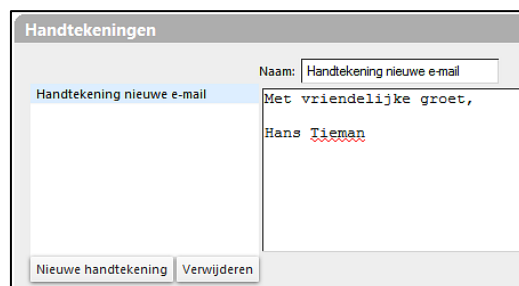 Handtekeningen
Naam: Handtekening nieuwe e-mail
Handtekening nieuwe e-mail
Met vriendelijke groet,
Hans Tieman
Nieuwe handtekening Verwijderen